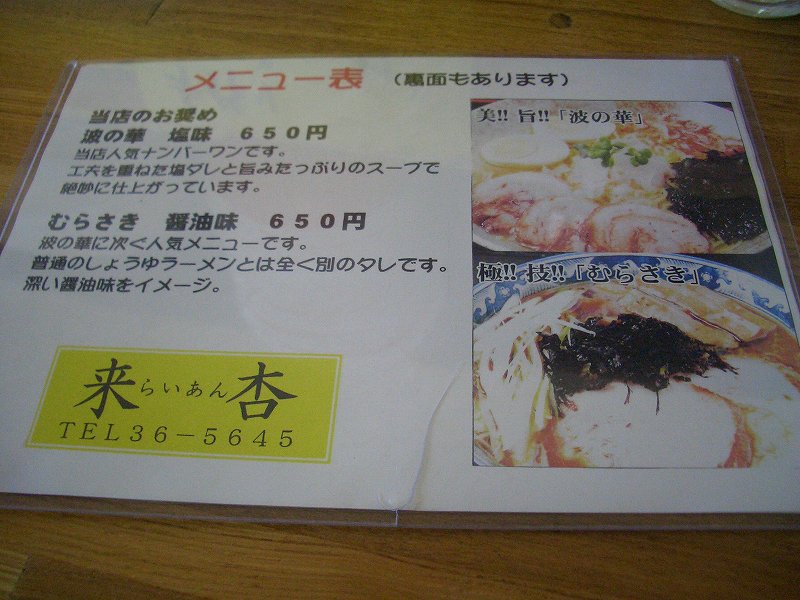 メニュー表 (裏面もあります)
当店のお奨め
波の華 塩味 650円
当店人気ナンバーワンです。
工夫を重ねた塩ダレと旨みたっぷりのスープで
絶妙に仕上がっています。
むらさき 醤油味 650円
波の華に次ぐ人気メニューです。
普通のしょうゆラーメンとは全く別のタレです。
深い醤油味をイメージ。
来らいあん杏
TEL36-5645
美!! 旨!!「波の華」
極!! 技!!「むらさき」